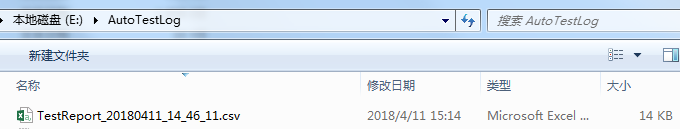 本地磁盘 (E:) AutoTestLog 搜索 AutoTestLog
新建文件夹
名称 修改日期 类型 大小
TestReport_20180411_14_46_11.csv 2018/4/11 15:14 Microsoft Excel ... 14 KB